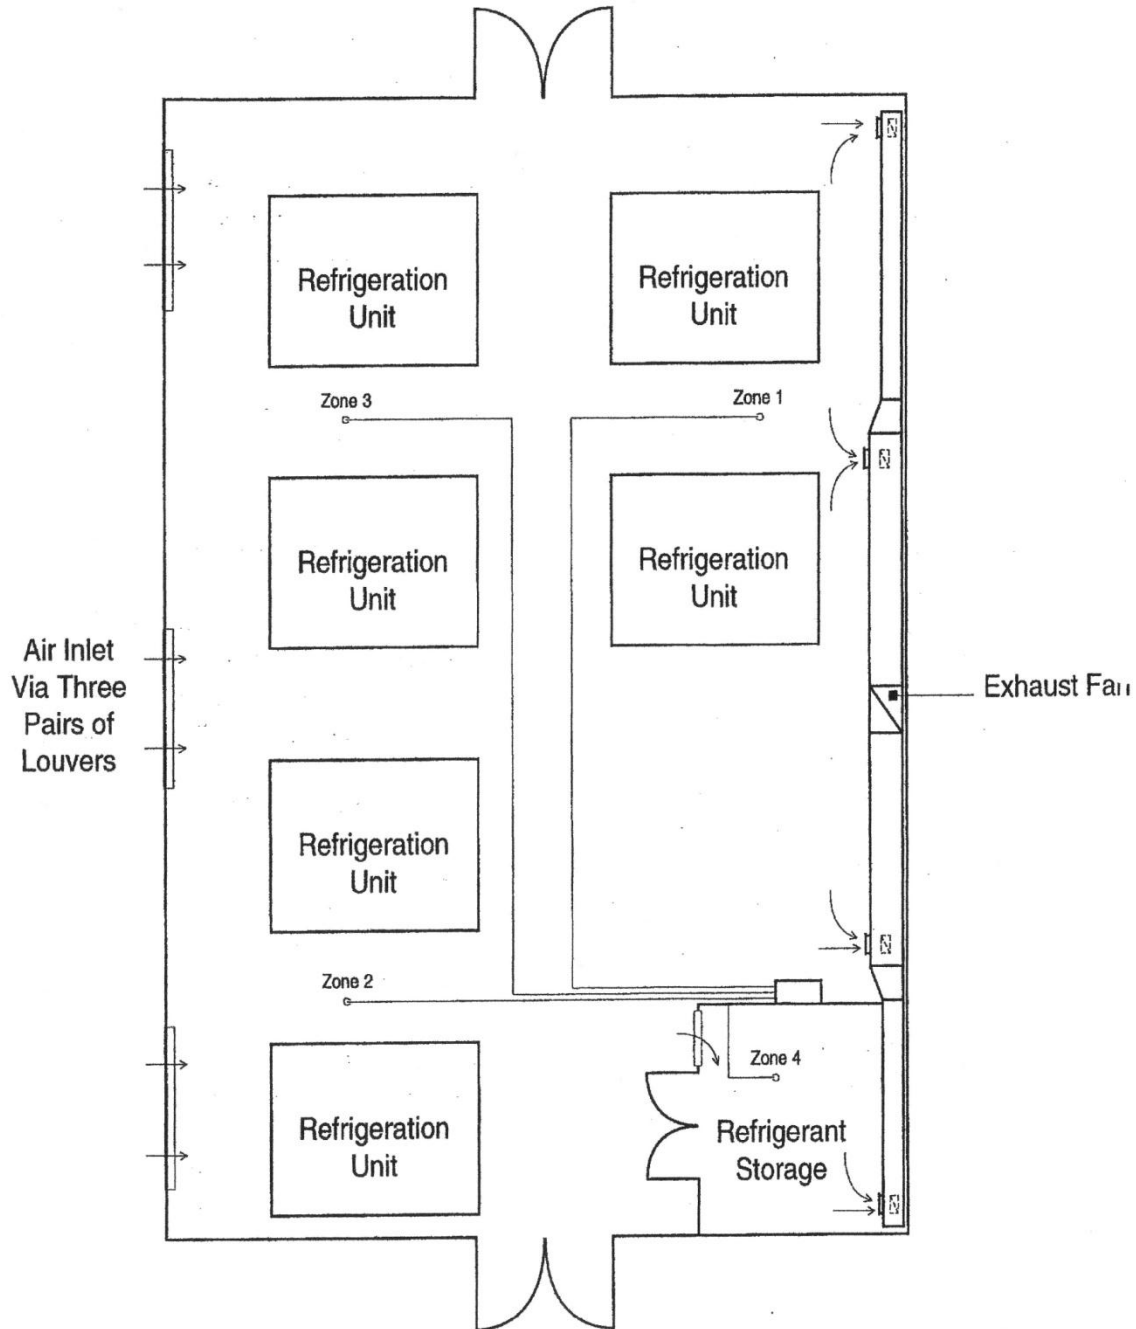 Refrigeration
Unit
Refrigeration
Unit
Zone 3
Zone 1
Refrigeration
Unit
Refrigeration
Unit
Air Inlet
Via Three
Pairs of
Louvers
Exhaust Fan
Refrigeration
Unit
Zone 2
Zone 4
Refrigeration
Unit
Refrigerant
Storage